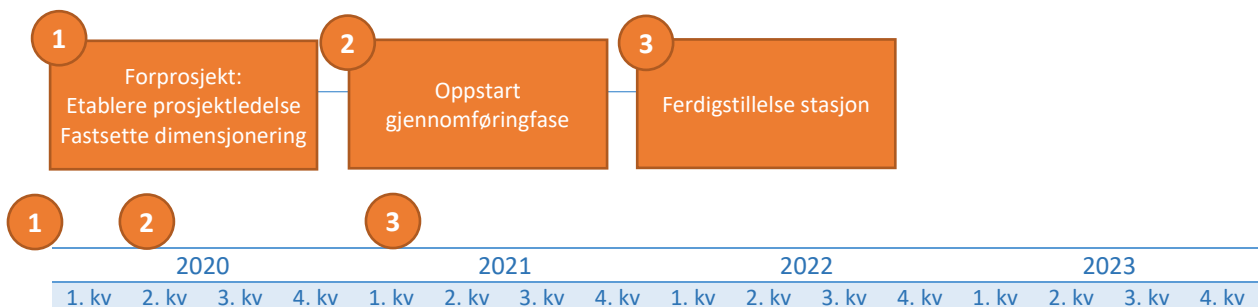 1
Forprosjekt:
Etablere prosjektledelse
Fastsette dimensjonering
2
Oppstart
gjennomføringfase
3
Ferdigstillelse stasjon
1 2 3
2020 2021 2022 2023
1. kv 2. kv 3. kv 4. kv 1. kv 2. kv 3. kv 4. kv 1. kv 2. kv 3. kv 4. kv 1. kv 2. kv 3. kv 4. kv